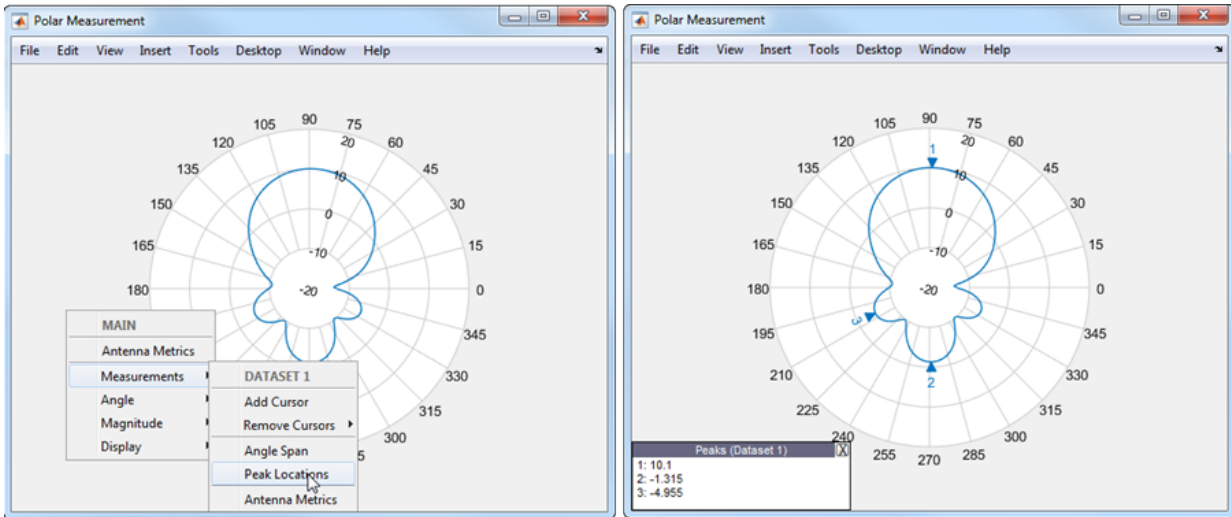 Polar Measurement
File Edit View Insert Tools Desktop Window Help
90
105 75
120 20 60
135 45
10
150 30
0
165 15
-10
180 -20 0
345
330
315
300
5
MAIN
Antenna Metrics
Measurements
Angle
Magnitude
Display
DATASET 1
Add Cursor
Remove Cursors
Angle Span
Peak Locations
Antenna Metrics
Polar Measurement
File Edit View Insert Tools Desktop Window Help
90
105 75
120 1 20 60
135 45
10
150 30
0
165 15
-10
180 -20 0
3
195 345
210 330
2
225 315
240 300
255 270 285
Peaks (Dataset 1) X
1: 10.1
2: -1.315
3: -4.955